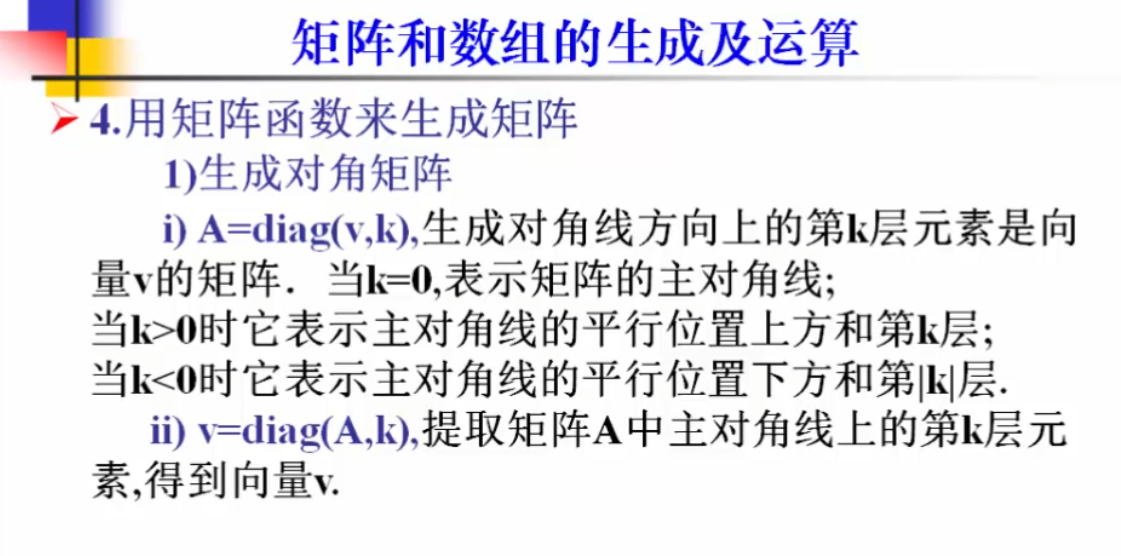 矩阵和数组的生成及运算
4.用矩阵函数来生成矩阵
1)生成对角矩阵
i) A=diag(v,k),生成对角线方向上的第k层元素是向
量v的矩阵. 当k=0,表示矩阵的主对角线;
当k>0时它表示主对角线的平行位置上方和第k层;
当k<0时它表示主对角线的平行位置下方和第|k|层.
ii) v=diag(A,k),提取矩阵A中主对角线上的第k层元
素,得到向量v.